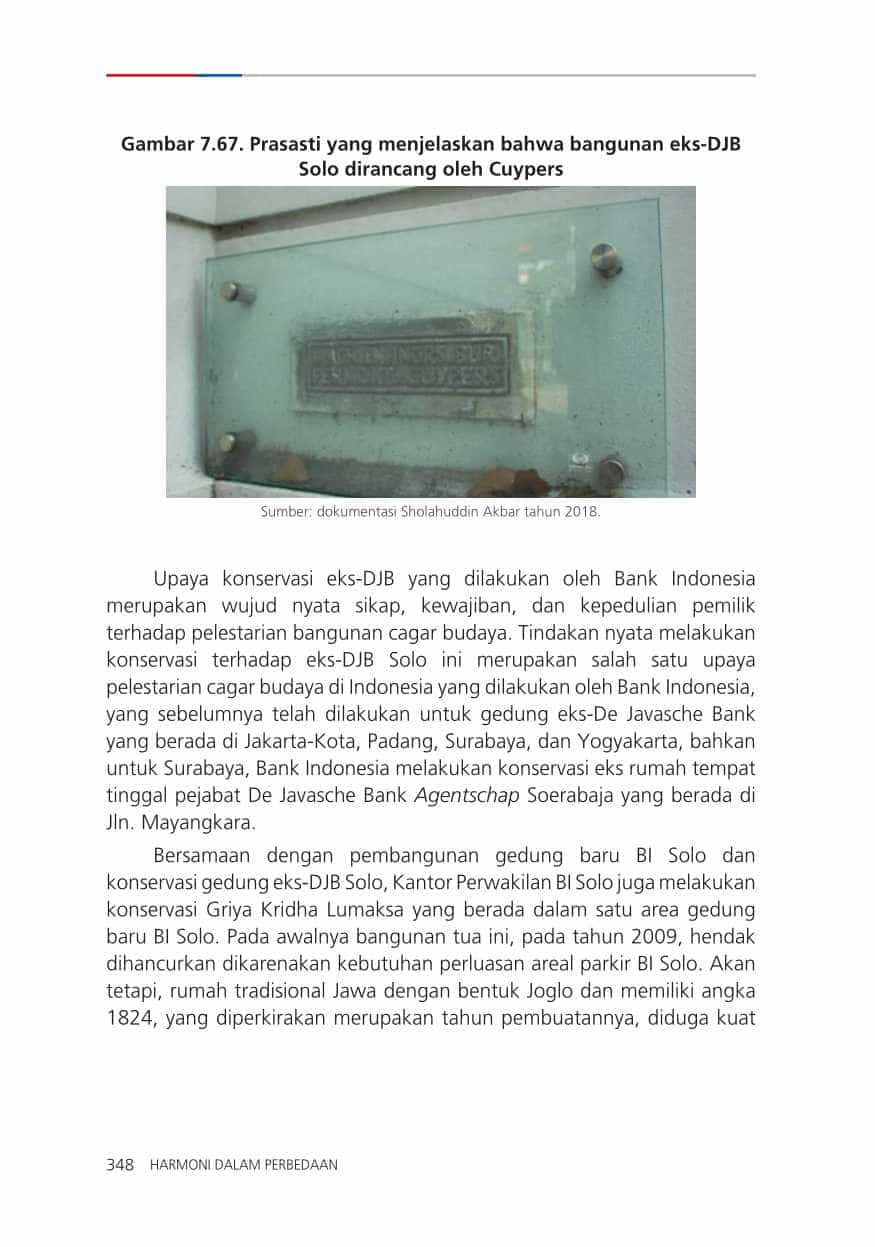 Gambar 7.67. Prasasti yang menjelaskan bahwa bangunan eks-DJB
Solo dirancang oleh Cuypers
CUYPERS
Sumber: dokumentasi Sholahuddin Akbar tahun 2018.
Upaya konservasi eks-DJB yang dilakukan oleh Bank Indonesia
merupakan wujud nyata sikap, kewajiban, dan kepedulian pemilik
terhadap pelestarian bangunan cagar budaya. Tindakan nyata melakukan
konservasi terhadap eks-DJB Solo ini merupakan salah satu upaya
pelestarian cagar budaya di Indonesia yang dilakukan oleh Bank Indonesia,
yang sebelumnya telah dilakukan untuk gedung eks-De Javasche Bank
yang berada di Jakarta-Kota, Padang, Surabaya, dan Yogyakarta, bahkan
untuk Surabaya, Bank Indonesia melakukan konservasi eks rumah tempat
tinggal pejabat De Javasche Bank Agentschap Soerabaja yang berada di
Jln. Mayangkara.
Bersamaan dengan pembangunan gedung baru BI Solo dan
konservasi gedung eks-DJB Solo, Kantor Perwakilan BI Solo juga melakukan
konservasi Griya Kridha Lumaksa yang berada dalam satu area gedung
baru BI Solo. Pada awalnya bangunan tua ini, pada tahun 2009, hendak
dihancurkan dikarenakan kebutuhan perluasan areal parkir BI Solo. Akan
tetapi, rumah tradisional Jawa dengan bentuk Joglo dan memiliki angka
1824, yang diperkirakan merupakan tahun pembuatannya, diduga kuat
348 HARMONI DALAM PERBEDAAN